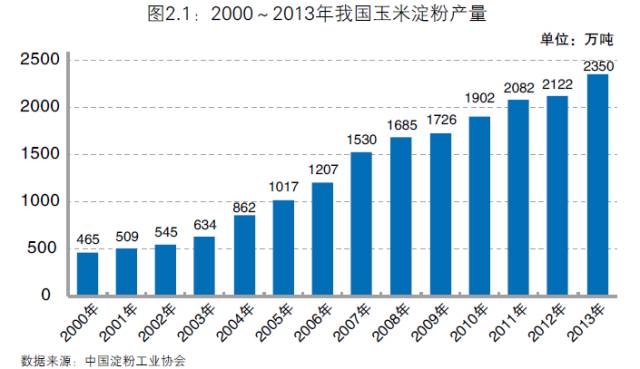 图2.1：2000～2013年我国玉米淀粉产量
单位：万吨
2500
2000
1500
1000
500
0
465
509
545
634
862
1017
1207
1530
1685
1726
1902
2082
2122
2350
2000年
2001年
2002年
2003年
2004年
2005年
2006年
2007年
2008年
2009年
2010年
2011年
2012年
2013年
数据来源：中国淀粉工业协会